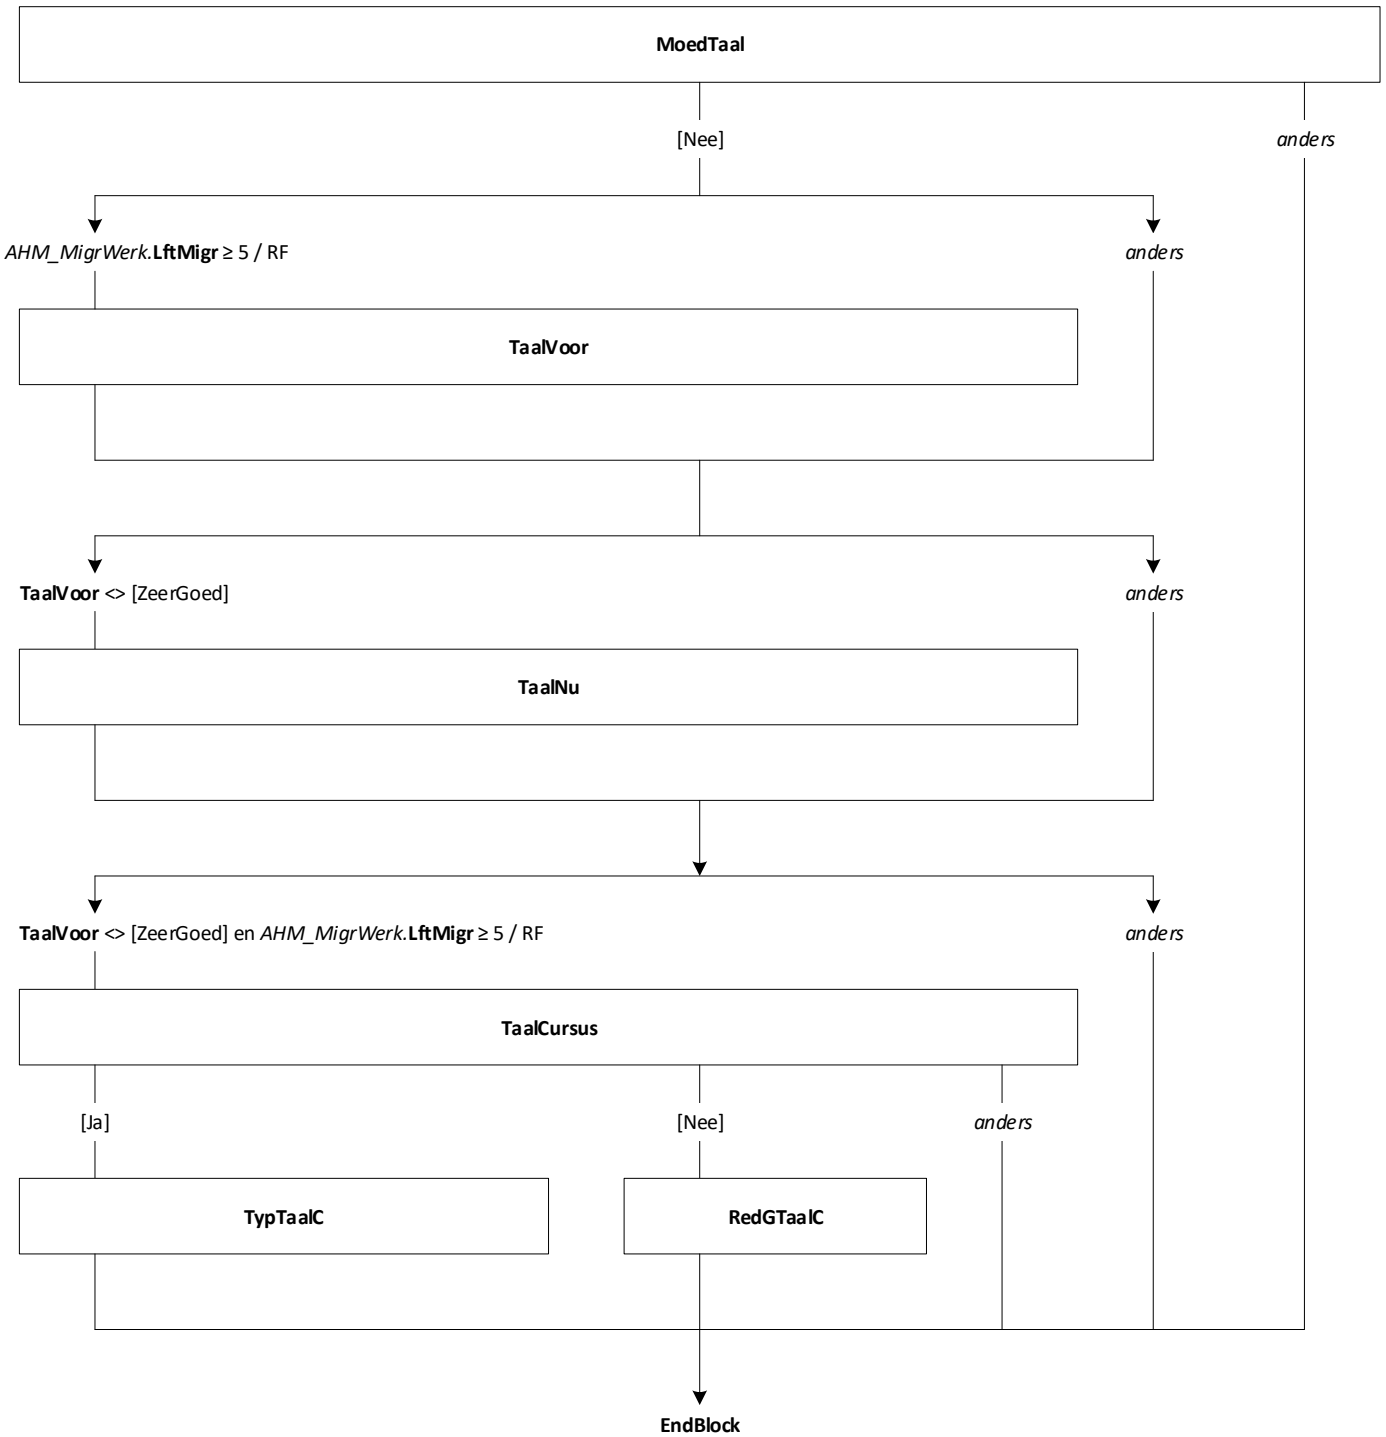 MoedTaal
[Nee] anders
AHM_MigrWerk.LftMigr ≥ 5 / RF anders
TaalVoor
TaalVoor <> [ZeerGoed] anders
TaalNu
TaalVoor <> [ZeerGoed] en AHM_MigrWerk.LftMigr ≥ 5 / RF anders
TaalCursus
[Ja] [Nee] anders
TypTaalC RedGTaalC
EndBlock